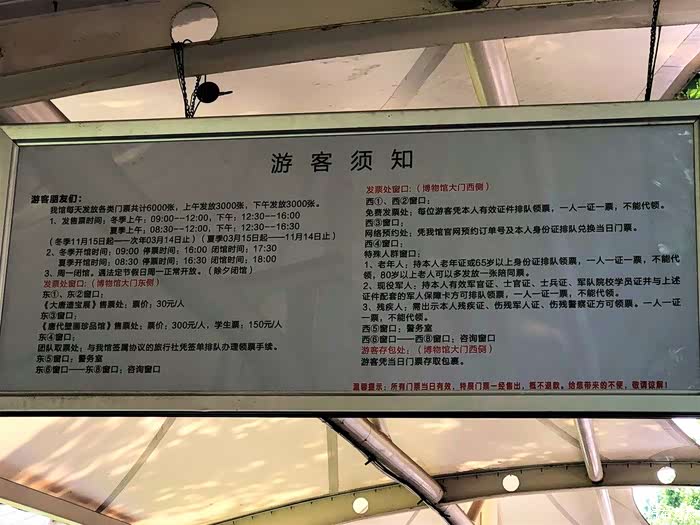 游客须知
游客朋友们：
我馆每天发放各类门票共计6000张，上午发放3000张，下午发放3000张。
1、发售票时间：冬季上午：09:00--12:00，下午：12:30--16:00
夏季上午：08:30--12:00，下午：12:30--16:30
（冬季11月15日起——次年03月14日止）（夏季03月15日起——11月14日止）
2、冬季开馆时间：09:00 停票时间：16:00 闭馆时间：17:30
夏季开馆时间：08:30 停票时间：16:30 闭馆时间：18:00
3、周一闭馆。遇法定节假日周一正常开放。（除夕闭馆）
发票处窗口：（博物馆大门东侧）
东①、东②窗口：
《大唐遗宝展》售票处：票价：30元/人
东③窗口：
《唐代壁画珍品馆》售票处：票价：300元/人，学生票：150元/人
东④窗口：
团队取票处：与我馆签属协议的旅行社凭签单排队办理领票手续。
东⑤窗口：警务室
东⑥窗口——东⑧窗口：咨询窗口
发票处窗口：（博物馆大门西侧）
西①、西②窗口：
免费发票处：每位游客凭本人有效证件排队领票，一人一证一票，不能代领。
西③窗口：
网络预约处：凭我馆官网预约订单号及本人身份证排队兑换当日门票。
西④窗口：
特殊人群窗口：
1、老年人：持本人老年证或65岁以上身份证排队领票，一人一证一票，不能代
领，80岁以上老人可以多发放一张陪同票。
2、现役军人：持本人有效军官证、士官证、士兵证、军队院校学员证并与上述
证件配套的军人保障卡方可排队领票，一人一证一票，不能代领。
3、残疾人：需出示本人残疾证、伤残军人证、伤残警察证方可领票。一人一证
一票，不能代领。
西⑤窗口：警务室
西⑥窗口——西⑧窗口：咨询窗口
游客存包处：（博物馆大门西侧）
游客凭当日门票存取包裹。
温馨提示：所有门票当日有效，特展门票一经售出，概不退款。给您带来的不便，敬请谅解！